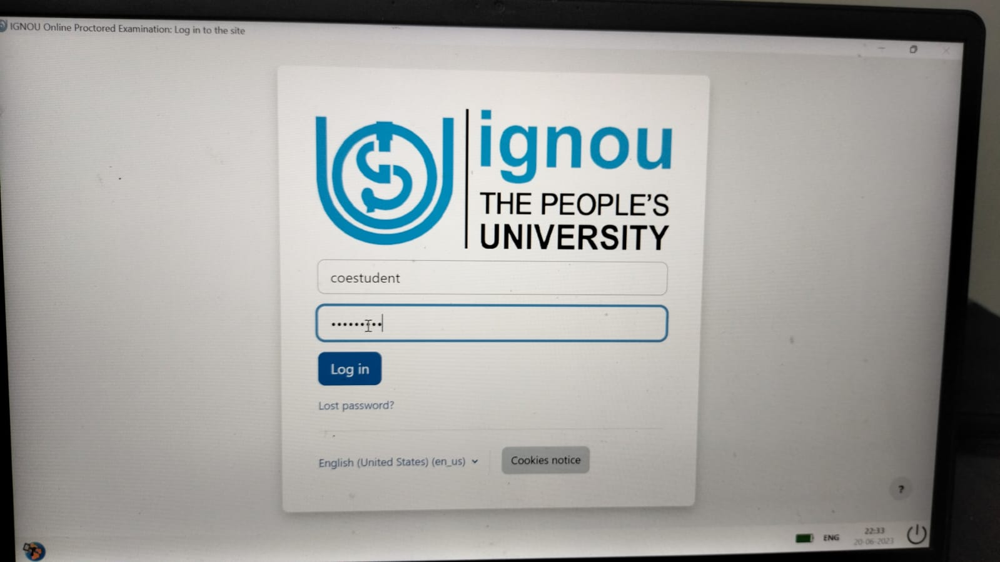 IGNOU Online Proctored Examination: Log in to the site
ignou
THE PEOPLE'S
UNIVERSITY
coestudent
•••••••••
Log in
Lost password?
English (United States) (en_us)
Cookies notice
?
ENG
22:33
20-06-2023